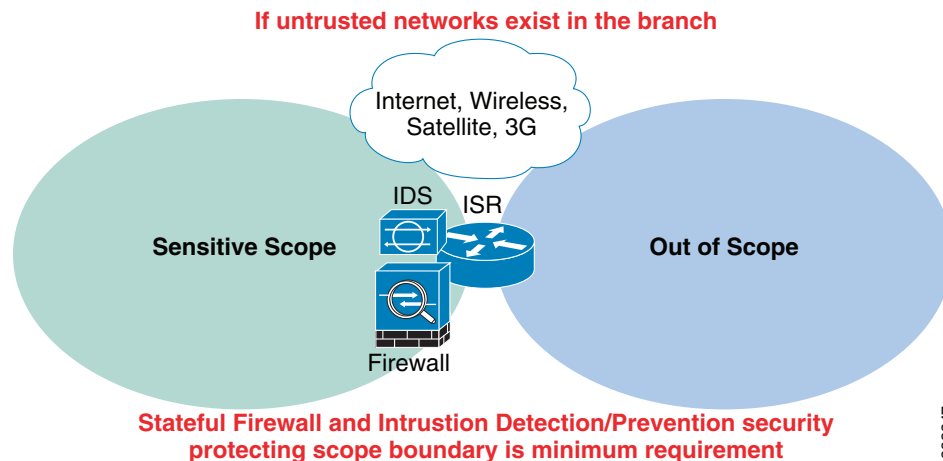 If untrusted networks exist in the branch
Internet, Wireless,
Satellite, 3G
IDS
ISR
Sensitive Scope
Out of Scope
Firewall
Stateful Firewall and Intrustion Detection/Prevention security
protecting scope boundary is minimum requirement